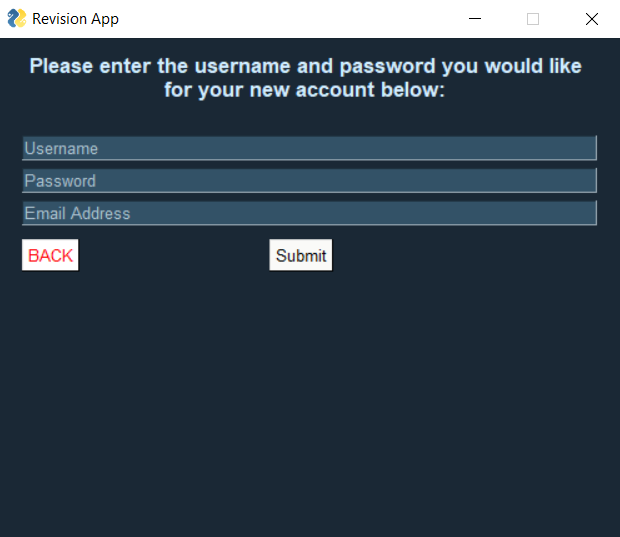 Revision App
Please enter the username and password you would like
for your new account below:
Username
Password
Email Address
BACK Submit